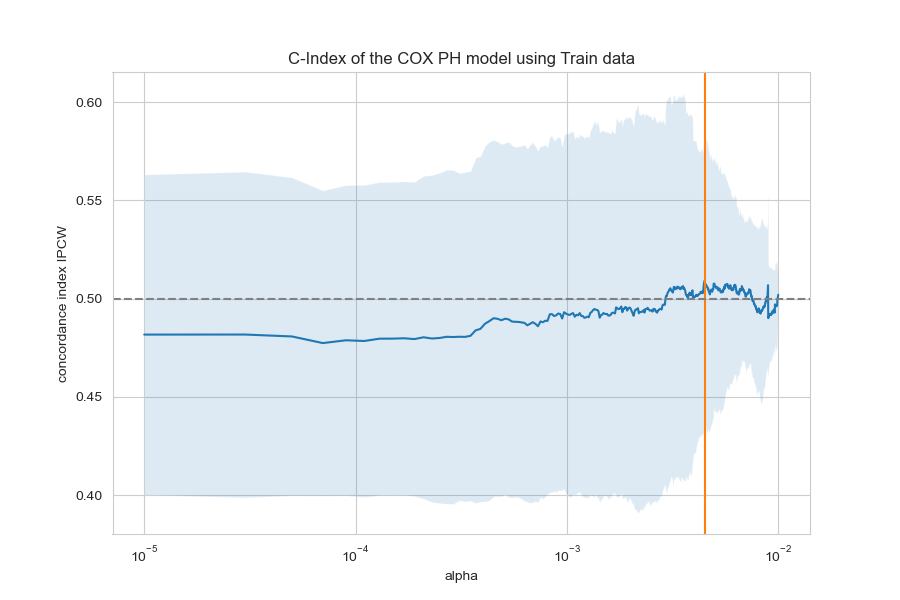 C-Index of the COX PH model using Train data
concordance index IPCW
0.60
0.55
0.50
0.45
0.40
10⁻⁵ 10⁻⁴ 10⁻³ 10⁻²
alpha